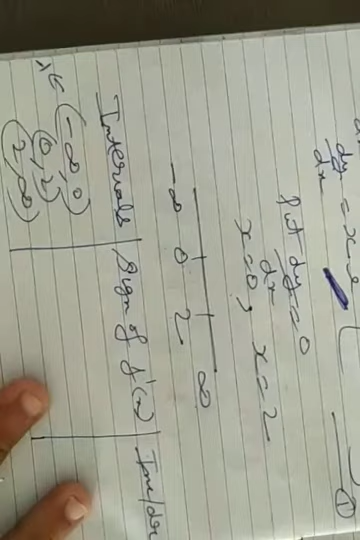 dy/dx = x e
①
Put dy/dx = 0
x=0, x=2
-∞ 0 2 ∞
Intervals | Sign of f'(x) | Inc/dec
(-∞, 0)
(0, 2)
(2, ∞)